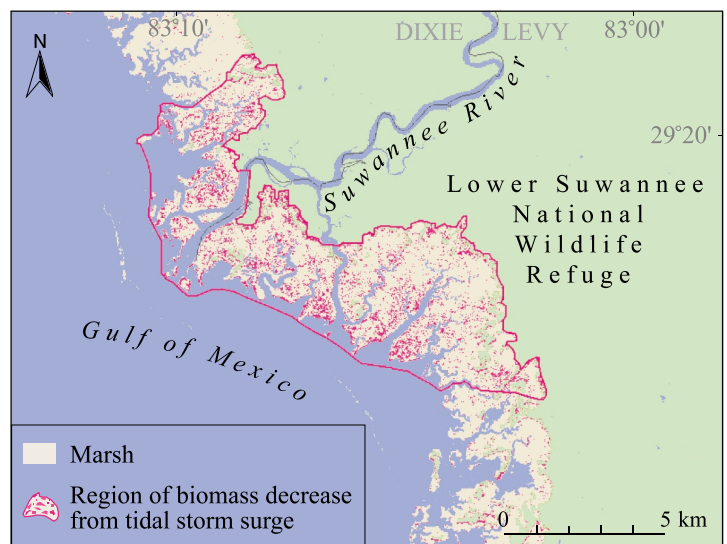 83°10'
DIXIE
LEVY
83°00'
N
29°20'
Suwannee River
Lower Suwannee
National
Wildlife
Refuge
Gulf of Mexico
Marsh
Region of biomass decrease
from tidal storm surge
0
5 km